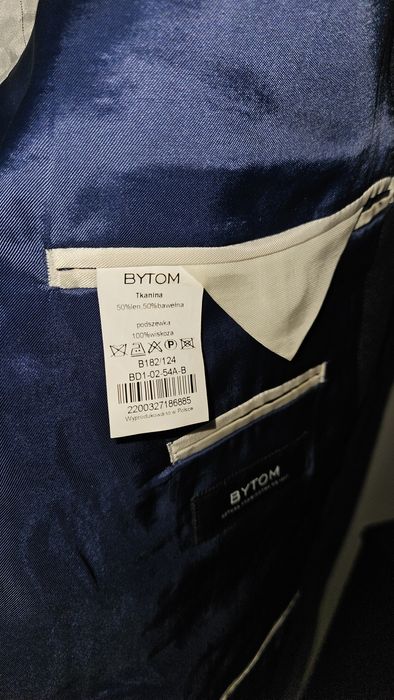 BYTOM
Tkanina
50%len,50%bawełna
podszewka
100%wiskoza
P
B182/124
BD1-02-54A-B
2200327186885
Wyprodukowano w Polsce
BYTOM